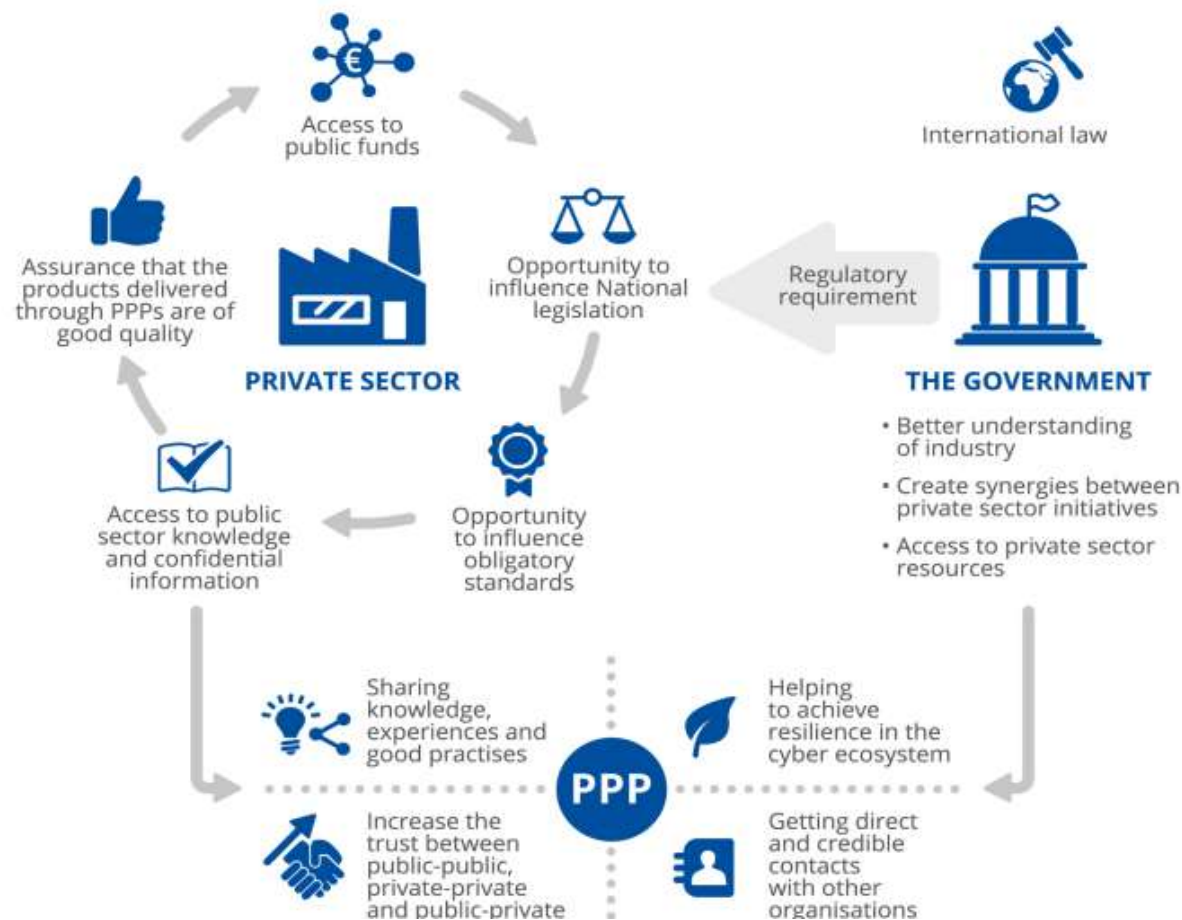 €
Access to
public funds
International law
Assurance that the
products delivered
through PPPs are of
good quality
PRIVATE SECTOR
Opportunity to
influence National
legislation
Regulatory
requirement
THE GOVERNMENT
• Better understanding
of industry
• Create synergies between
private sector initiatives
• Access to private sector
resources
Access to public
sector knowledge
and confidential
information
Opportunity
to influence
obligatory
standards
Sharing
knowledge,
experiences and
good practises
Helping
to achieve
resilience in the
cyber ecosystem
PPP
Increase the
trust between
public-public,
private-private
and public-private
Getting direct
and credible
contacts
with other
organisations